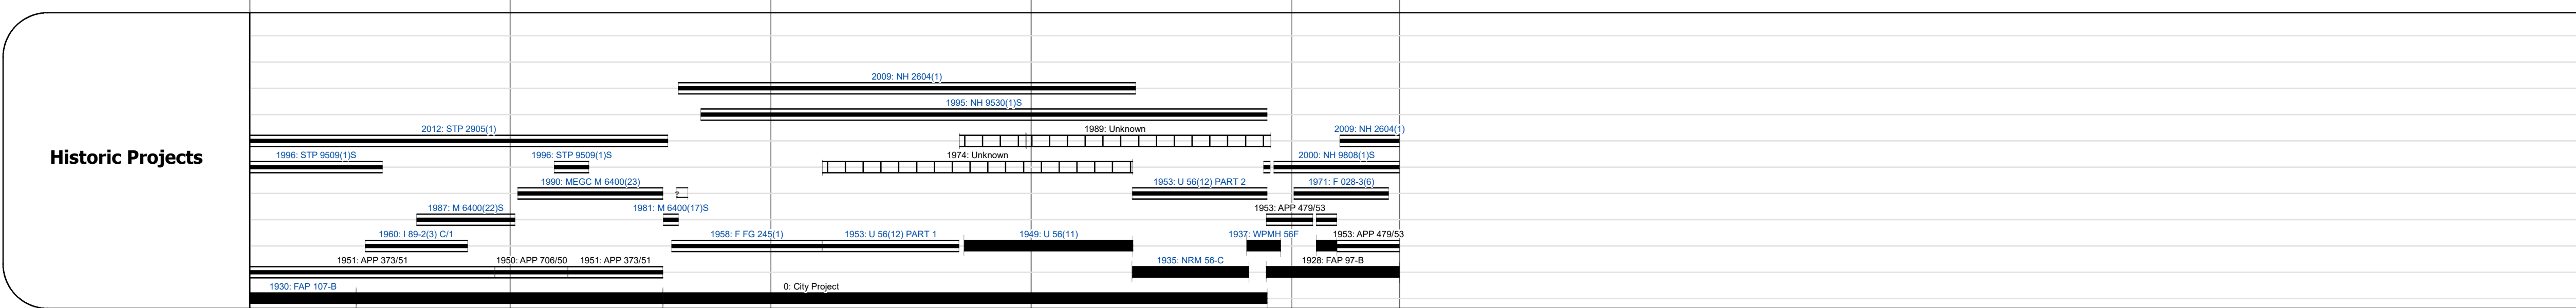 2009: NH 2604(1)
1995: NH 9530(1)S
Historic Projects
2012: STP 2905(1)
1989: Unknown
2009: NH 2604(1)
1996: STP 9509(1)S
1996: STP 9509(1)S
1974: Unknown
2000: NH 9808(1)S
1990: MEGC M 6400(23)
?
1953: U 56(12) PART 2
1971: F 028-3(6)
1987: M 6400(22)S
1981: M 6400(17)S
1953: APP 479/53
1960: I 89-2(3) C/1
1958: F FG 245(1)
1953: U 56(12) PART 1
1949: U 56(11)
1937: WPMH 56F
1953: APP 479/53
1951: APP 373/51
1950: APP 706/50
1951: APP 373/51
1935: NRM 56-C
1928: FAP 97-B
1930: FAP 107-B
0: City Project